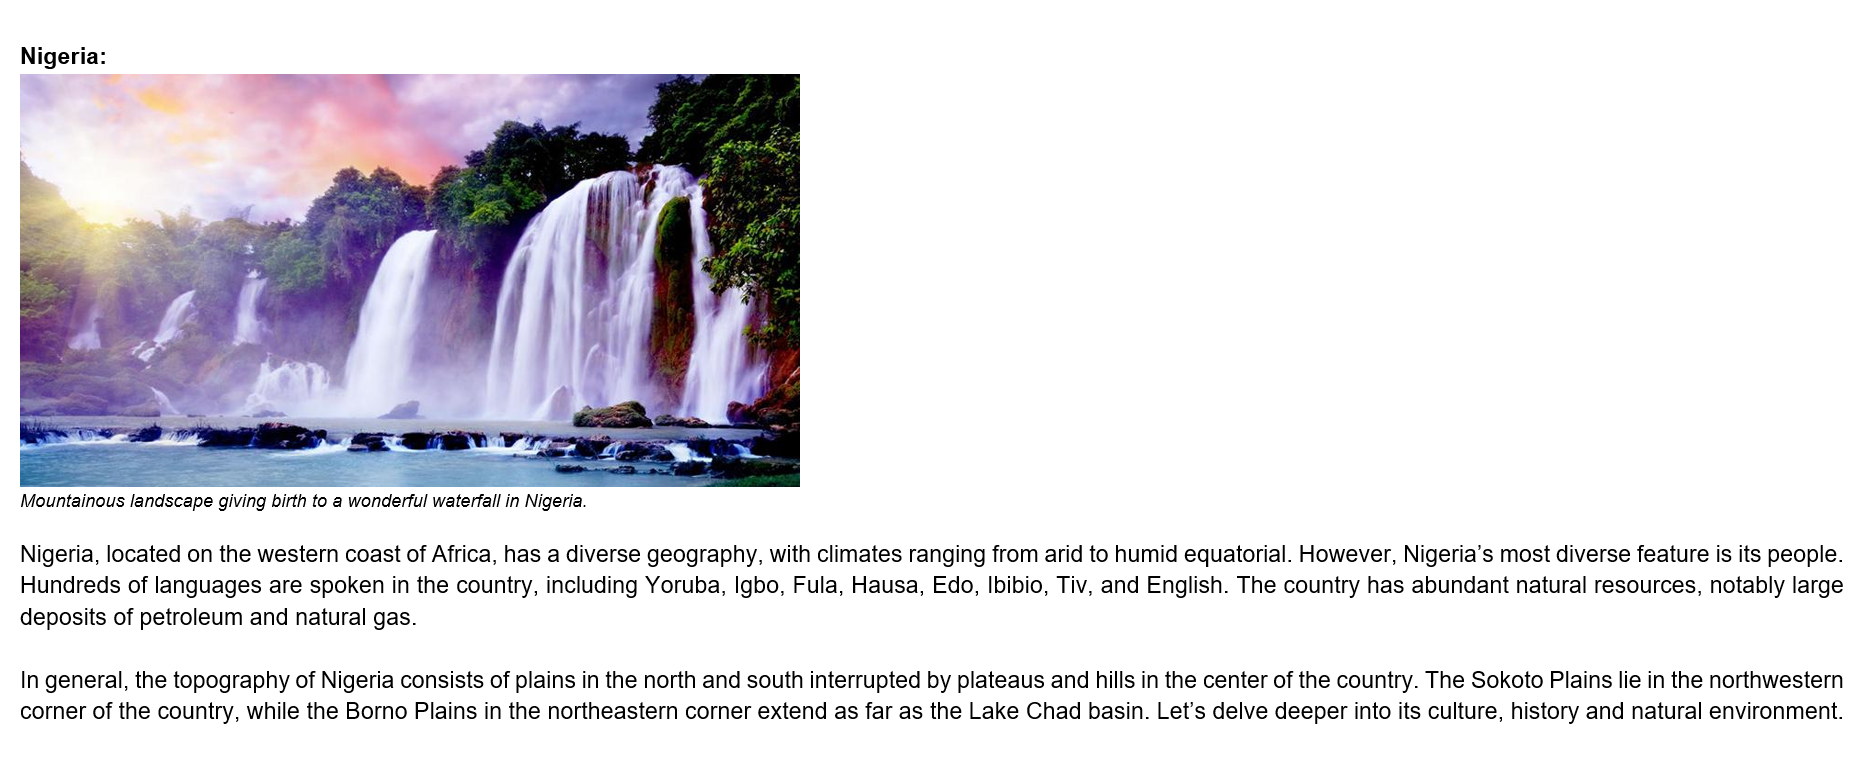 Nigeria:
Mountainous landscape giving birth to a wonderful waterfall in Nigeria.
Nigeria, located on the western coast of Africa, has a diverse geography, with climates ranging from arid to humid equatorial. However, Nigeria’s most diverse feature is its people.
Hundreds of languages are spoken in the country, including Yoruba, Igbo, Fula, Hausa, Edo, Ibibio, Tiv, and English. The country has abundant natural resources, notably large
deposits of petroleum and natural gas.
In general, the topography of Nigeria consists of plains in the north and south interrupted by plateaus and hills in the center of the country. The Sokoto Plains lie in the northwestern
corner of the country, while the Borno Plains in the northeastern corner extend as far as the Lake Chad basin. Let’s delve deeper into its culture, history and natural environment.